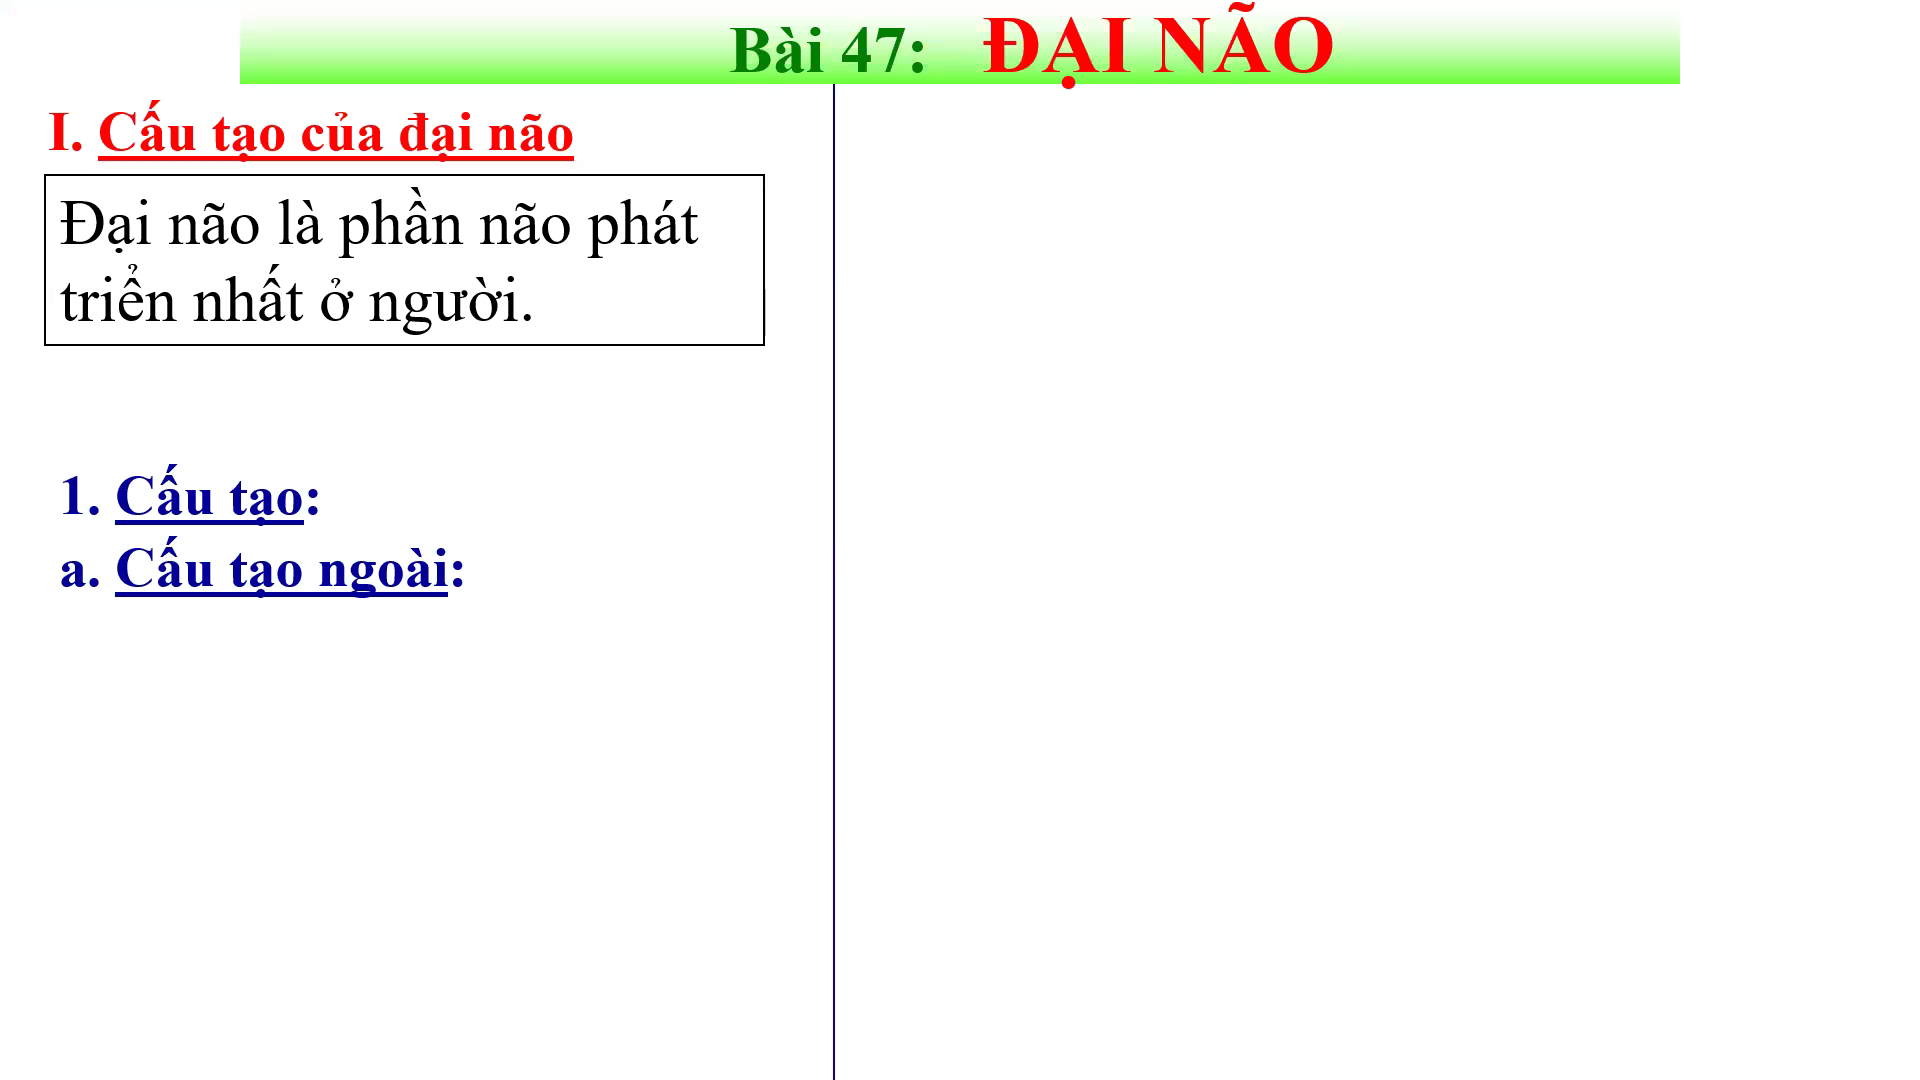 Bài 47: ĐẠI NÃO
I. Cấu tạo của đại não
Đại não là phần não phát
triển nhất ở người.
1. Cấu tạo:
a. Cấu tạo ngoài: